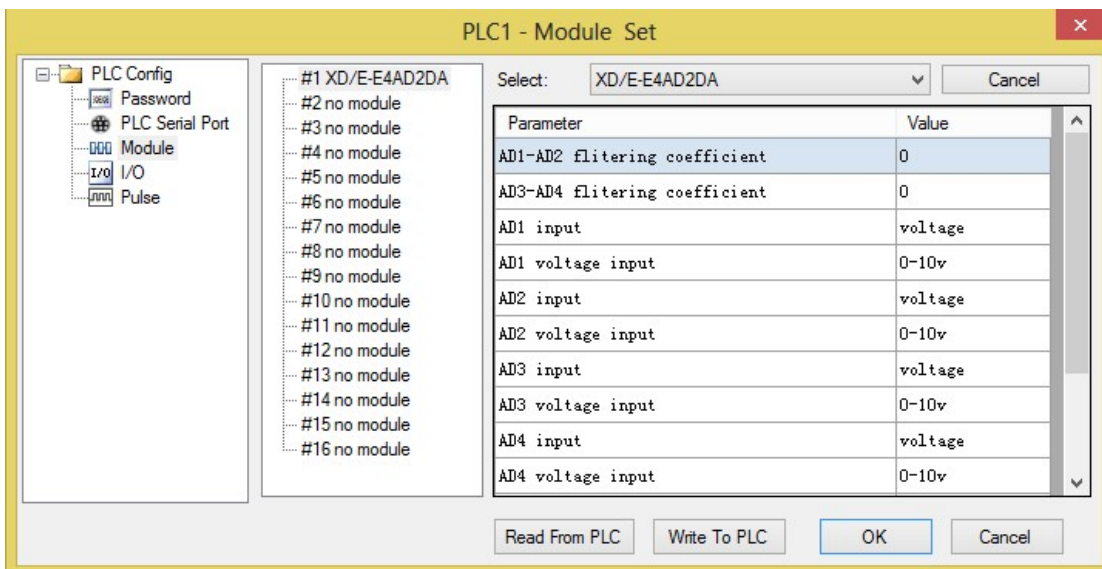 PLC1 - Module Set
PLC Config
Password
PLC Serial Port
Module
I/O
I/O
Pulse
#1 XD/E-E4AD2DA
#2 no module
#3 no module
#4 no module
#5 no module
#6 no module
#7 no module
#8 no module
#9 no module
#10 no module
#11 no module
#12 no module
#13 no module
#14 no module
#15 no module
#16 no module
Select: XD/E-E4AD2DA Cancel
Parameter Value
AD1-AD2 flitering coefficient 0
AD3-AD4 flitering coefficient 0
AD1 input voltage
AD1 voltage input 0-10v
AD2 input voltage
AD2 voltage input 0-10v
AD3 input voltage
AD3 voltage input 0-10v
AD4 input voltage
AD4 voltage input 0-10v
Read From PLC Write To PLC OK Cancel